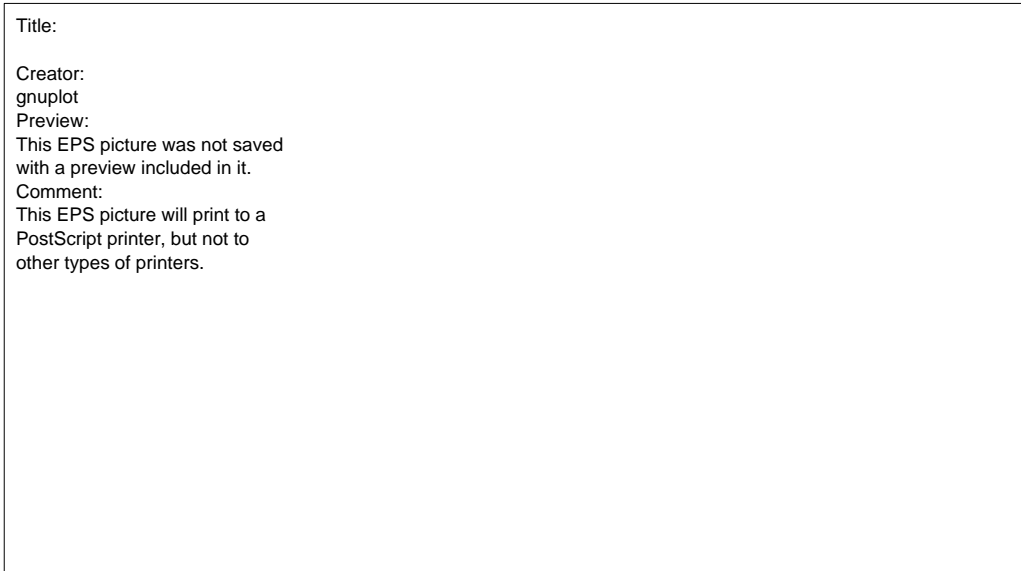 Title:
Creator:
gnuplot
Preview:
This EPS picture was not saved
with a preview included in it.
Comment:
This EPS picture will print to a
PostScript printer, but not to
other types of printers.